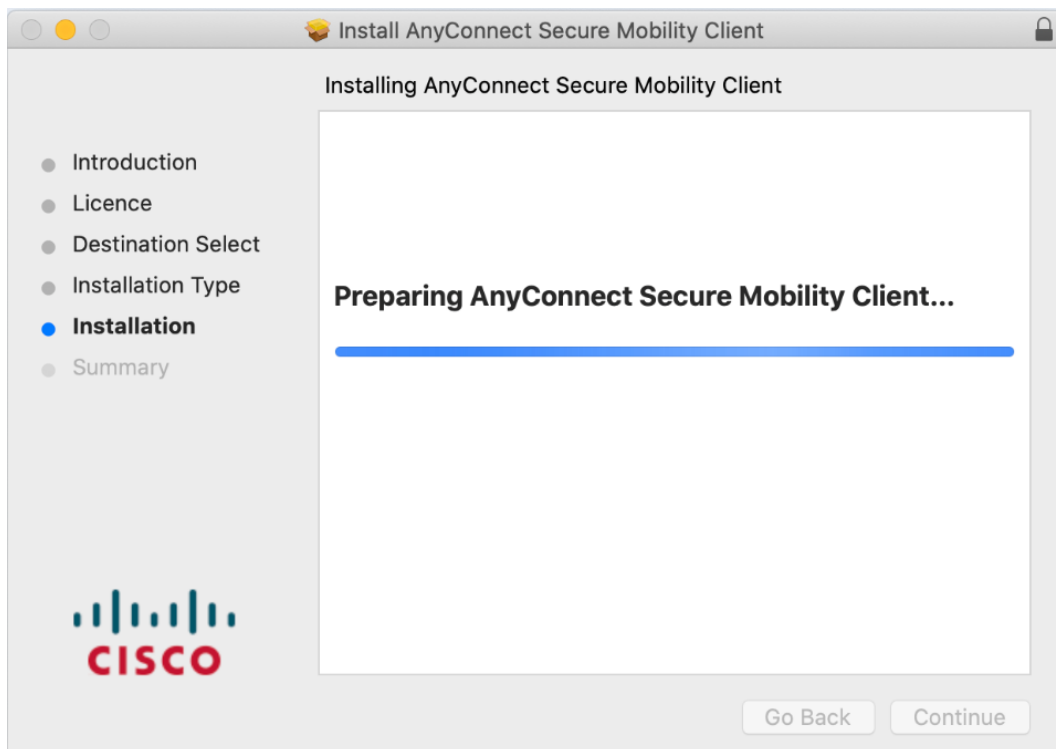 Install AnyConnect Secure Mobility Client
Installing AnyConnect Secure Mobility Client
Introduction
Licence
Destination Select
Installation Type
Installation
Summary
Preparing AnyConnect Secure Mobility Client...
CISCO
Go Back
Continue